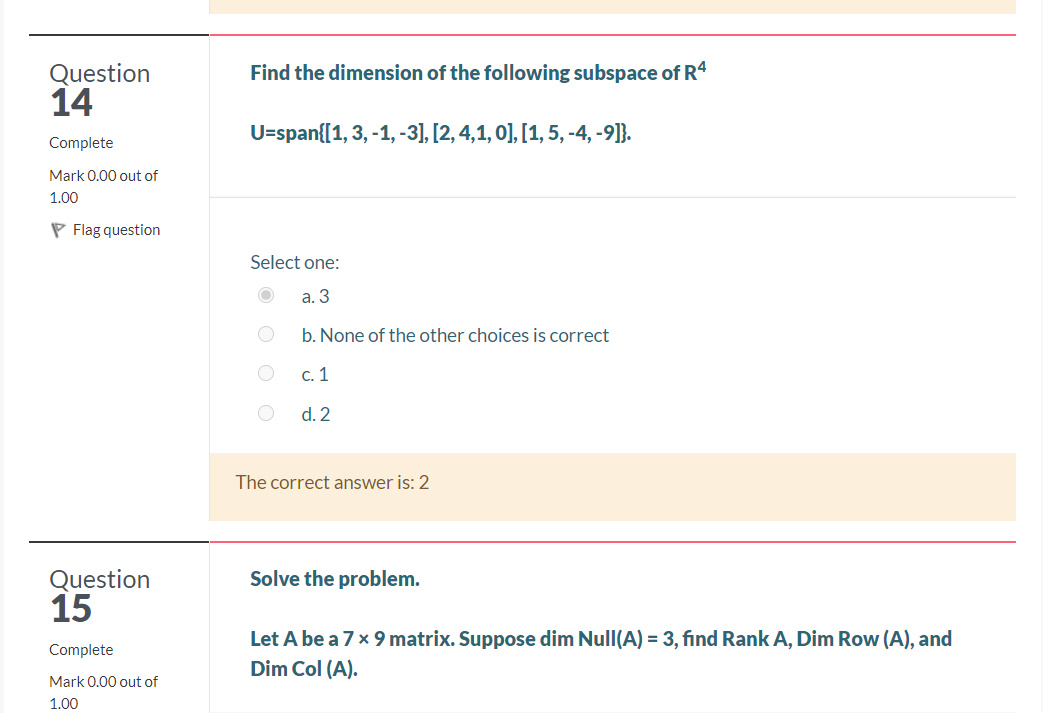 Question
14
Complete
Mark 0.00 out of
1.00
Flag question
Find the dimension of the following subspace of R⁴
U=span{[1, 3, -1, -3], [2, 4,1, 0], [1, 5, -4, -9]}.
Select one:
a. 3
b. None of the other choices is correct
c. 1
d. 2
The correct answer is: 2
Question
15
Complete
Mark 0.00 out of
1.00
Solve the problem.
Let A be a 7 × 9 matrix. Suppose dim Null(A) = 3, find Rank A, Dim Row (A), and
Dim Col (A).